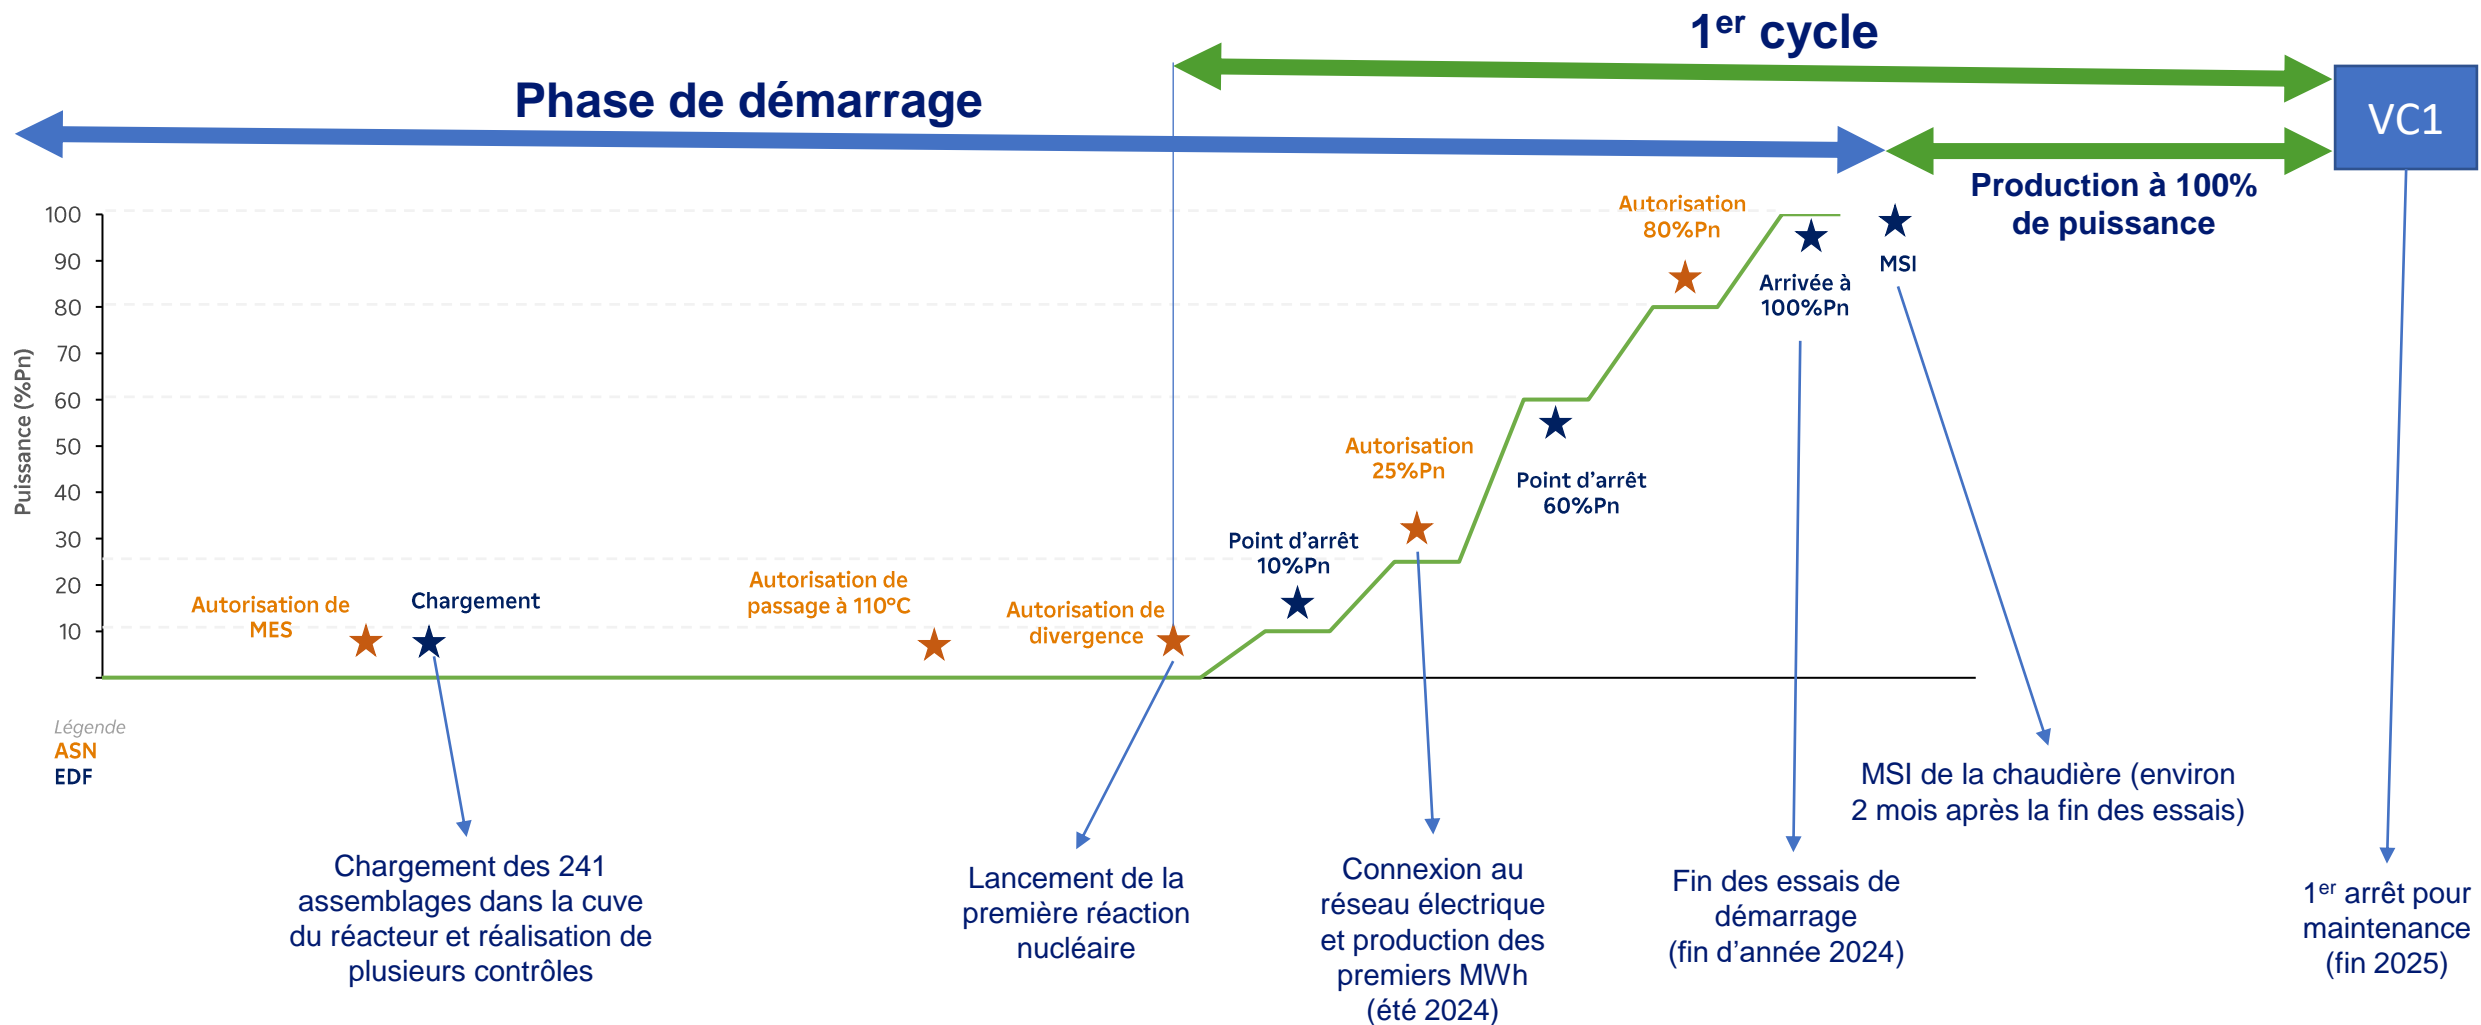 1er cycle
Phase de démarrage
VC1
Production à 100%
de puissance
Puissance (%Pn)
100
90
80
70
60
50
40
30
20
10
Autorisation de
MES
Chargement
Autorisation de
passage à 110°C
Autorisation de
divergence
Point d’arrêt
10%Pn
Autorisation
25%Pn
Point d’arrêt
60%Pn
Autorisation
80%Pn
Arrivée à
100%Pn
MSI
Légende
ASN
EDF
Chargement des 241
assemblages dans la cuve
du réacteur et réalisation de
plusieurs contrôles
Lancement de la
première réaction
nucléaire
Connexion au
réseau électrique
et production des
premiers MWh
(été 2024)
Fin des essais de
démarrage
(fin d’année 2024)
MSI de la chaudière (environ
2 mois après la fin des essais)
1er arrêt pour
maintenance
(fin 2025)